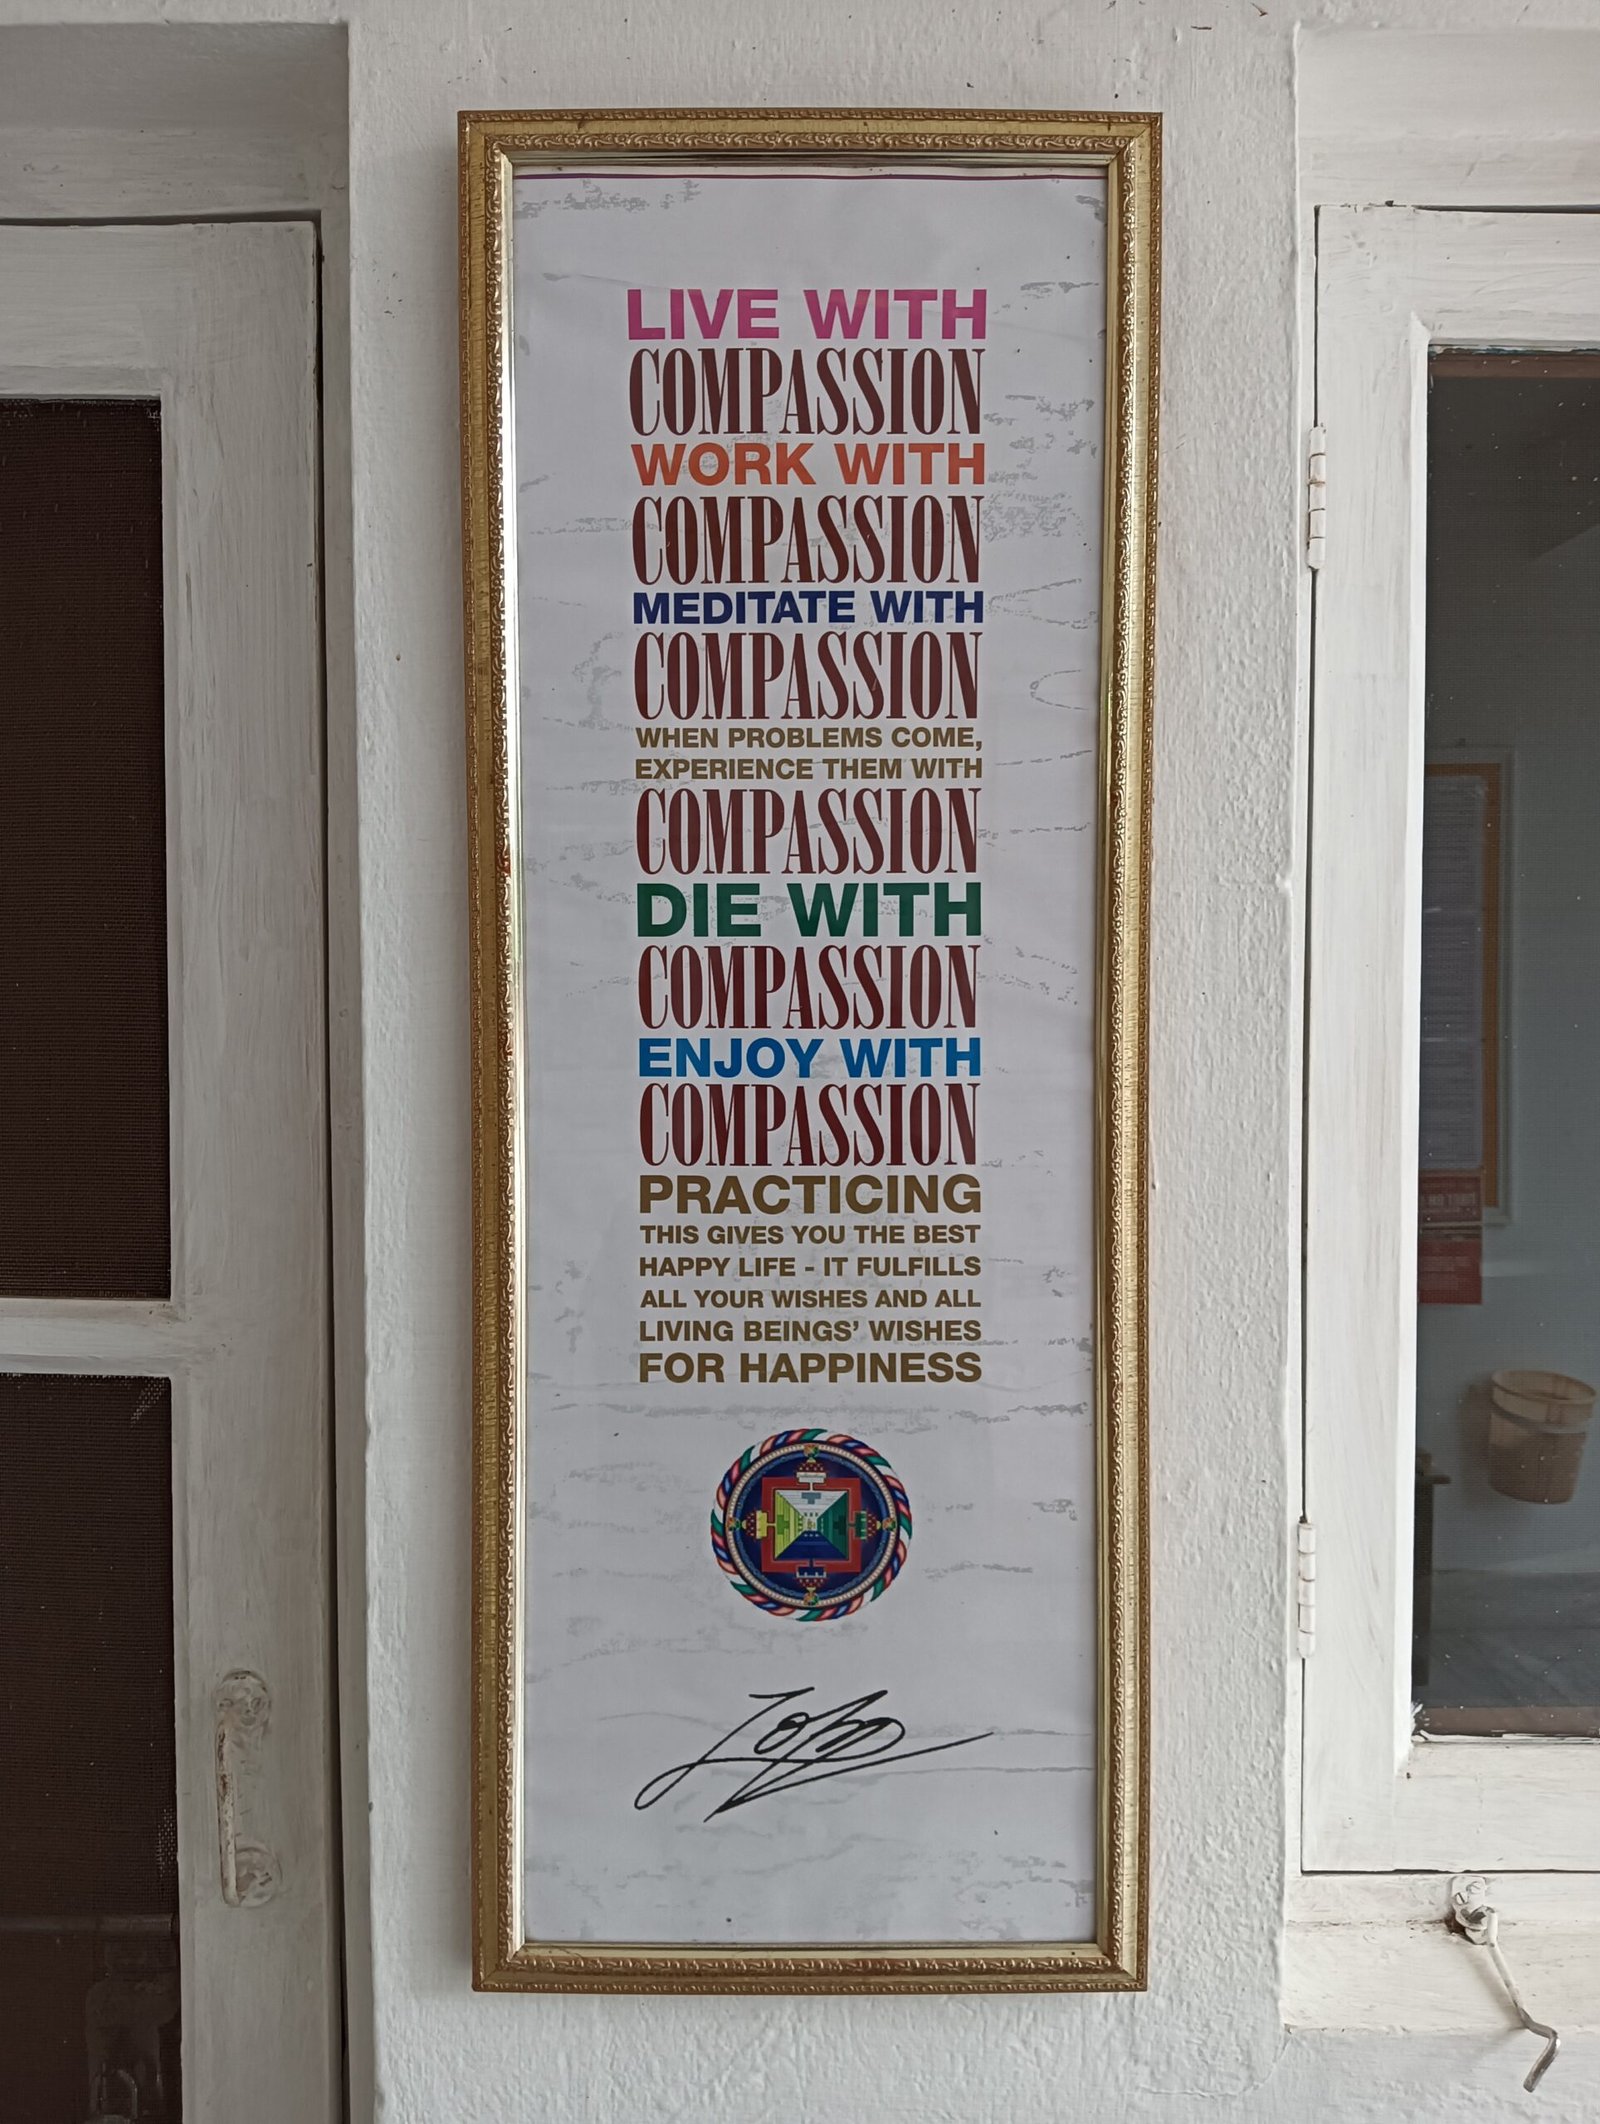 LIVE WITH
COMPASSION
WORK WITH
COMPASSION
MEDITATE WITH
COMPASSION
WHEN PROBLEMS COME,
EXPERIENCE THEM WITH
COMPASSION
DIE WITH
COMPASSION
ENJOY WITH
COMPASSION
PRACTICING
THIS GIVES YOU THE BEST
HAPPY LIFE - IT FULFILLS
ALL YOUR WISHES AND ALL
LIVING BEINGS' WISHES
FOR HAPPINESS